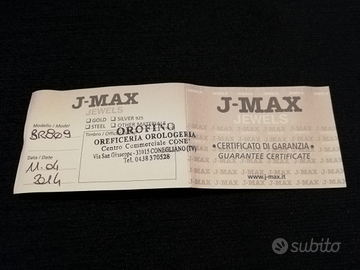 J-MAX
JEWELS
GOLD SILVER 925
STEEL OTHER MATERIALS
Modello / Model
Timbro / Official
OROFINO
OREFICERIA OROLOGERIA
Centro Commerciale CONE'
Via San Giuseppe - 31015 CONEGLIANO (TV)
Tel. 0438 370528
Data / Date
11-04
2014
J-MAX
JEWELS
• CERTIFICATO DI GARANZIA •
GUARANTEE CERTIFICATE
www.j-max.it
subito